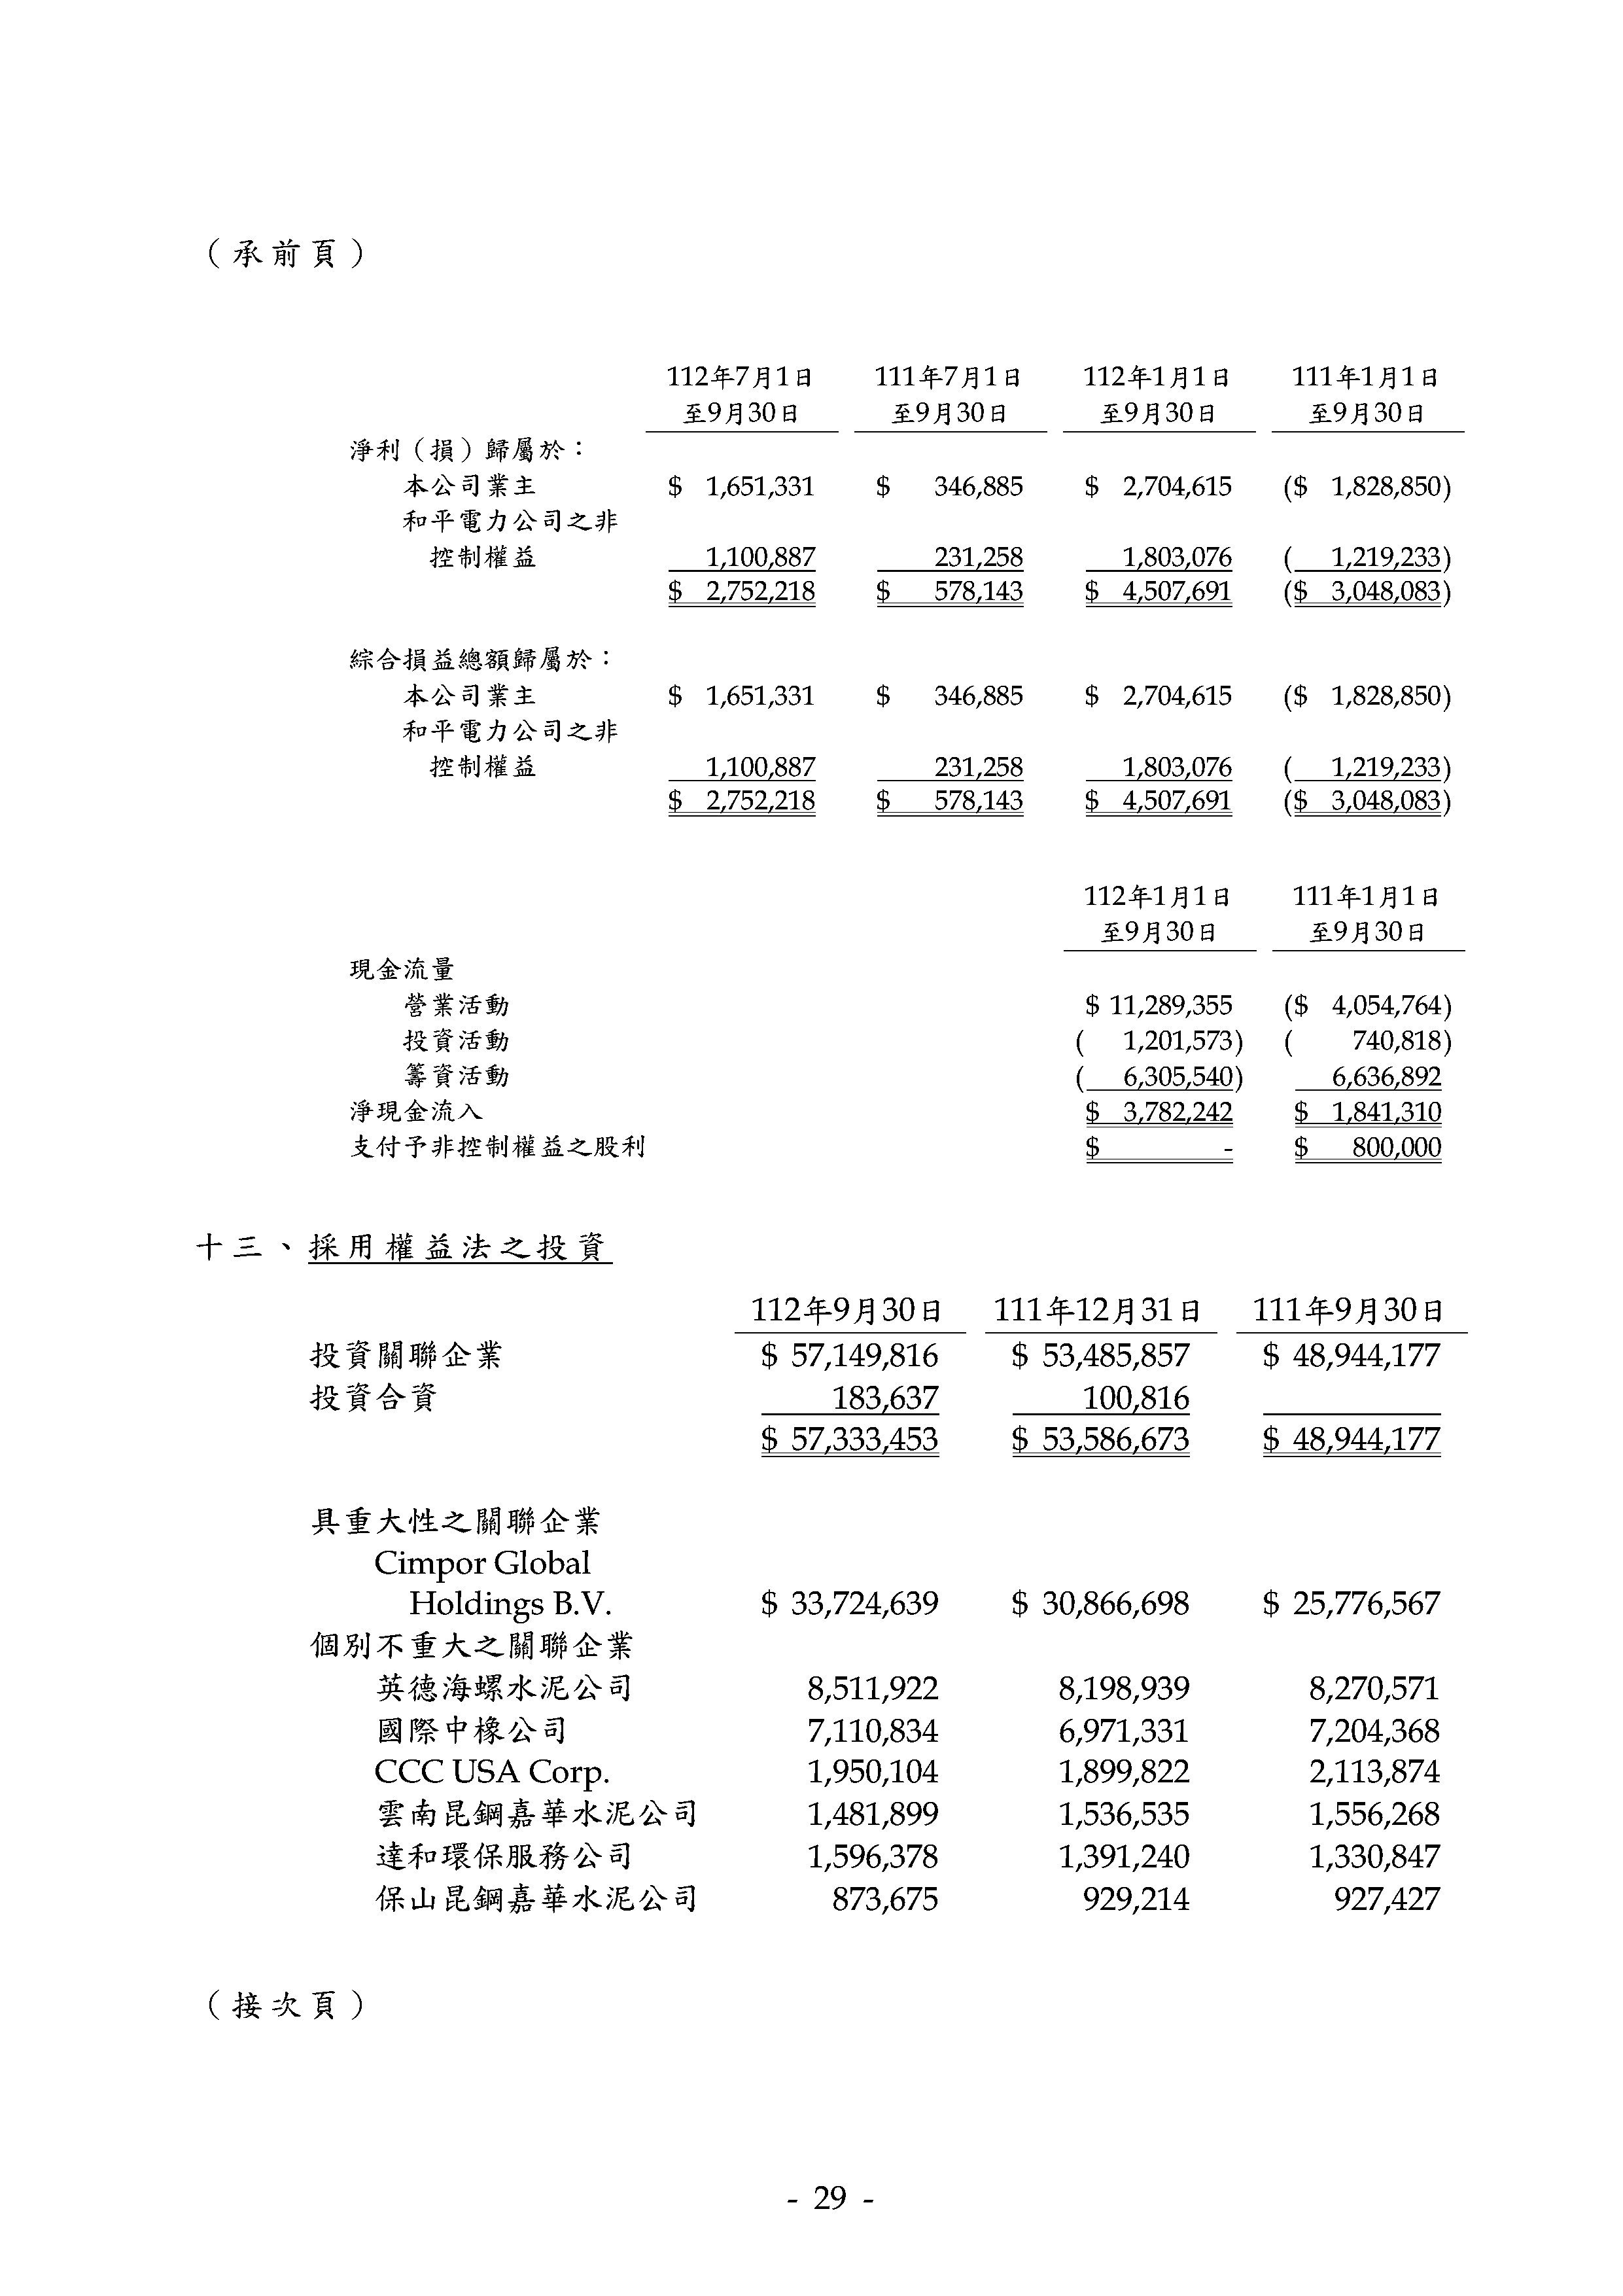 （承前頁）
112年7月1日 111年7月1日 112年1月1日 111年1月1日
至9月30日 至9月30日 至9月30日 至9月30日
淨利（損）歸屬於：
本公司業主 $ 1,651,331 $ 346,885 $ 2,704,615 ($ 1,828,850)
和平電力公司之非
控制權益 1,100,887 231,258 1,803,076 ( 1,219,233)
$ 2,752,218 $ 578,143 $ 4,507,691 ($ 3,048,083)
綜合損益總額歸屬於：
本公司業主 $ 1,651,331 $ 346,885 $ 2,704,615 ($ 1,828,850)
和平電力公司之非
控制權益 1,100,887 231,258 1,803,076 ( 1,219,233)
$ 2,752,218 $ 578,143 $ 4,507,691 ($ 3,048,083)
112年1月1日 111年1月1日
至9月30日 至9月30日
現金流量
營業活動 $ 11,289,355 ($ 4,054,764)
投資活動 ( 1,201,573) ( 740,818)
籌資活動 ( 6,305,540) 6,636,892
淨現金流入 $ 3,782,242 $ 1,841,310
支付予非控制權益之股利 $ - $ 800,000
十三、採用權益法之投資
112年9月30日 111年12月31日 111年9月30日
投資關聯企業 $ 57,149,816 $ 53,485,857 $ 48,944,177
投資合資 183,637 100,816
$ 57,333,453 $ 53,586,673 $ 48,944,177
具重大性之關聯企業
Cimpor Global
Holdings B.V. $ 33,724,639 $ 30,866,698 $ 25,776,567
個別不重大之關聯企業
英德海螺水泥公司 8,511,922 8,198,939 8,270,571
國際中橡公司 7,110,834 6,971,331 7,204,368
CCC USA Corp. 1,950,104 1,899,822 2,113,874
雲南昆鋼嘉華水泥公司 1,481,899 1,536,535 1,556,268
達和環保服務公司 1,596,378 1,391,240 1,330,847
保山昆鋼嘉華水泥公司 873,675 929,214 927,427
（接次頁）
- 29 -